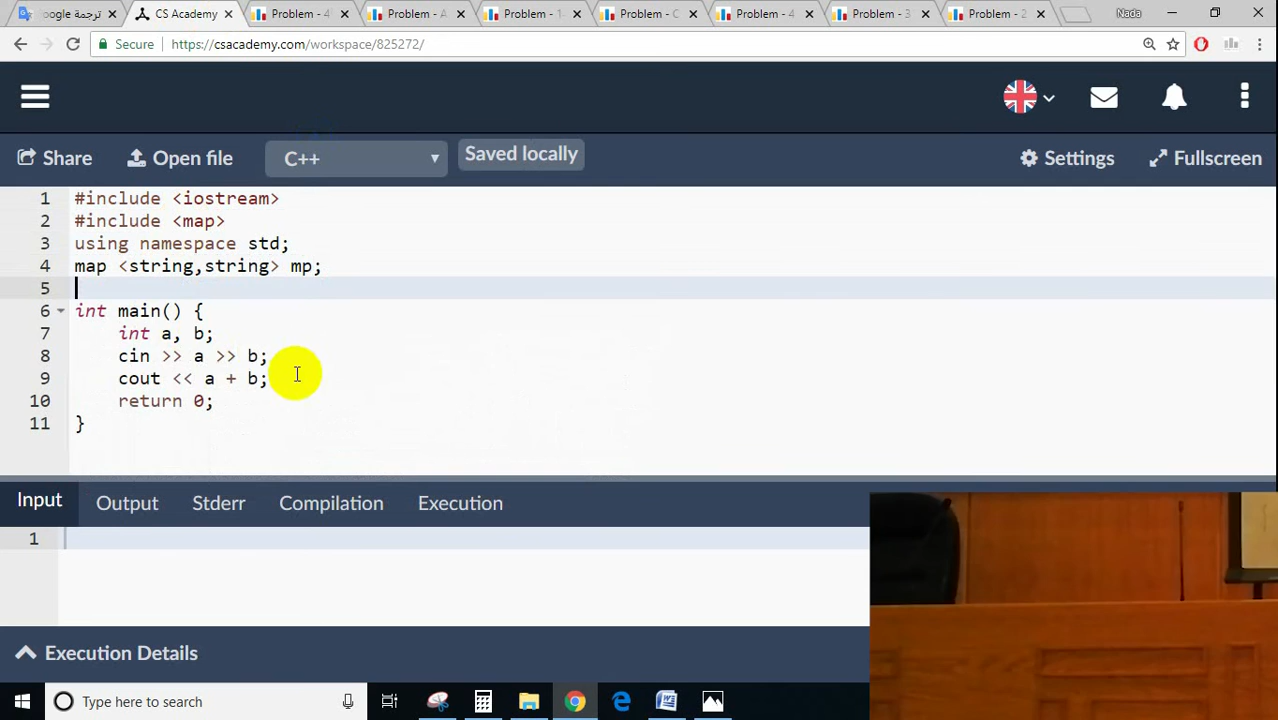 ترجمة Google
CS Academy
Problem - 4
Problem - A
Problem - 1
Problem - C
Problem - 4
Problem - 3
Problem - 2
Nada
Secure
https://csacademy.com/workspace/825272/
Share
Open file
C++
Saved locally
Settings
Fullscreen
1 #include <iostream>
2 #include <map>
3 using namespace std;
4 map <string,string> mp;
5
6 int main() {
7 int a, b;
8 cin >> a >> b;
9 cout << a + b;
10 return 0;
11 }
Input
Output
Stderr
Compilation
Execution
1
Execution Details
Type here to search